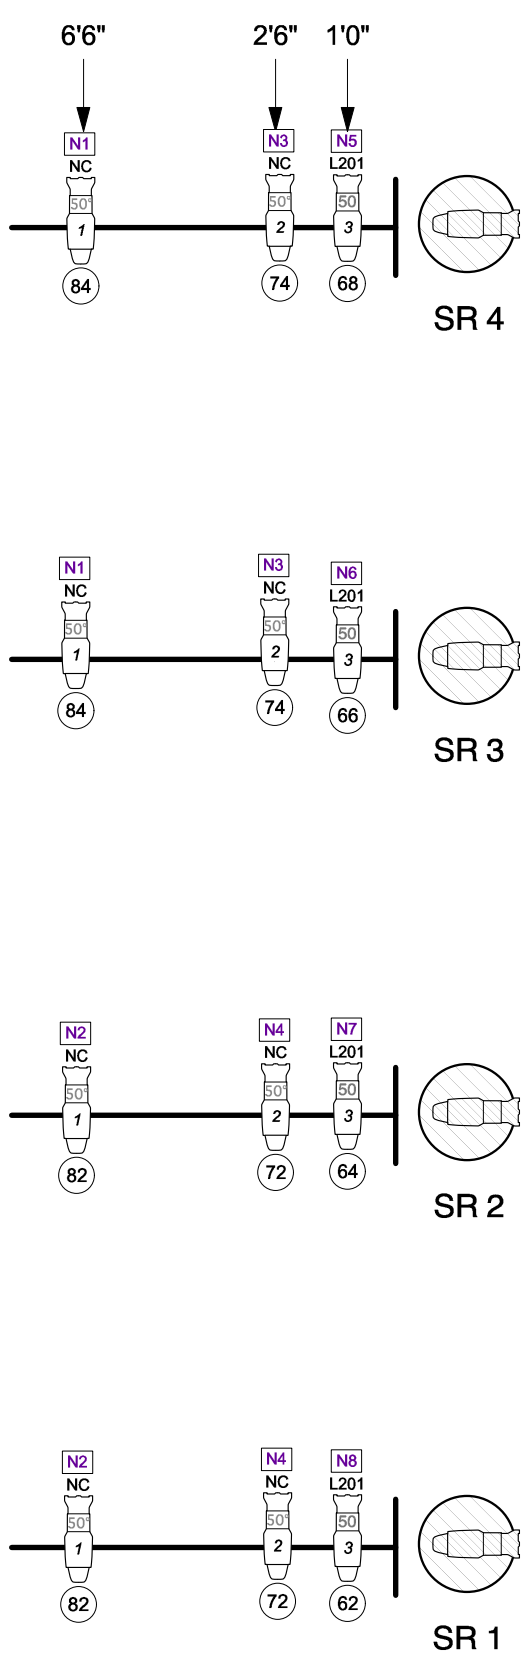 6'6" 2'6" 1'0"
N1 N3 N5
NC NC L201
50° 50° 50
1 2 3
84 74 68
SR 4
N1 N3 N6
NC NC L201
50° 50° 50
1 2 3
84 74 66
SR 3
N2 N4 N7
NC NC L201
50° 50° 50
1 2 3
82 72 64
SR 2
N2 N4 N8
NC NC L201
50° 50° 50
1 2 3
82 72 62
SR 1